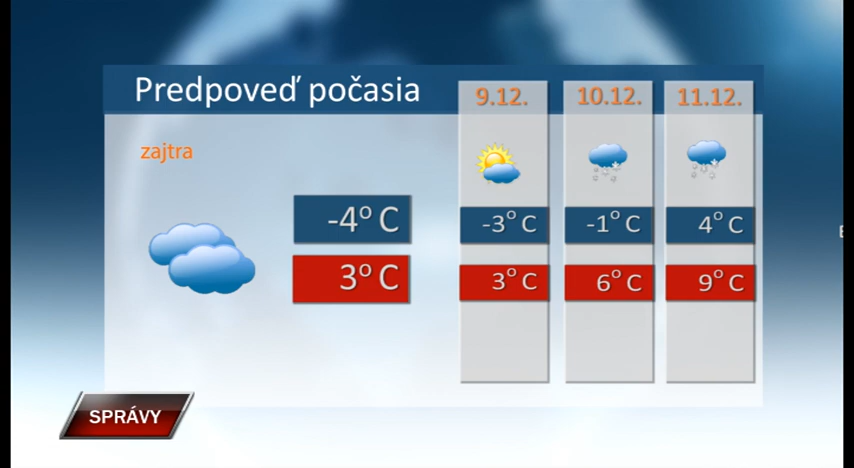 Predpoveď počasia
zajtra
-4° C
3° C
9.12.
-3° C
3° C
10.12.
-1° C
6° C
11.12.
4° C
9° C
SPRÁVY